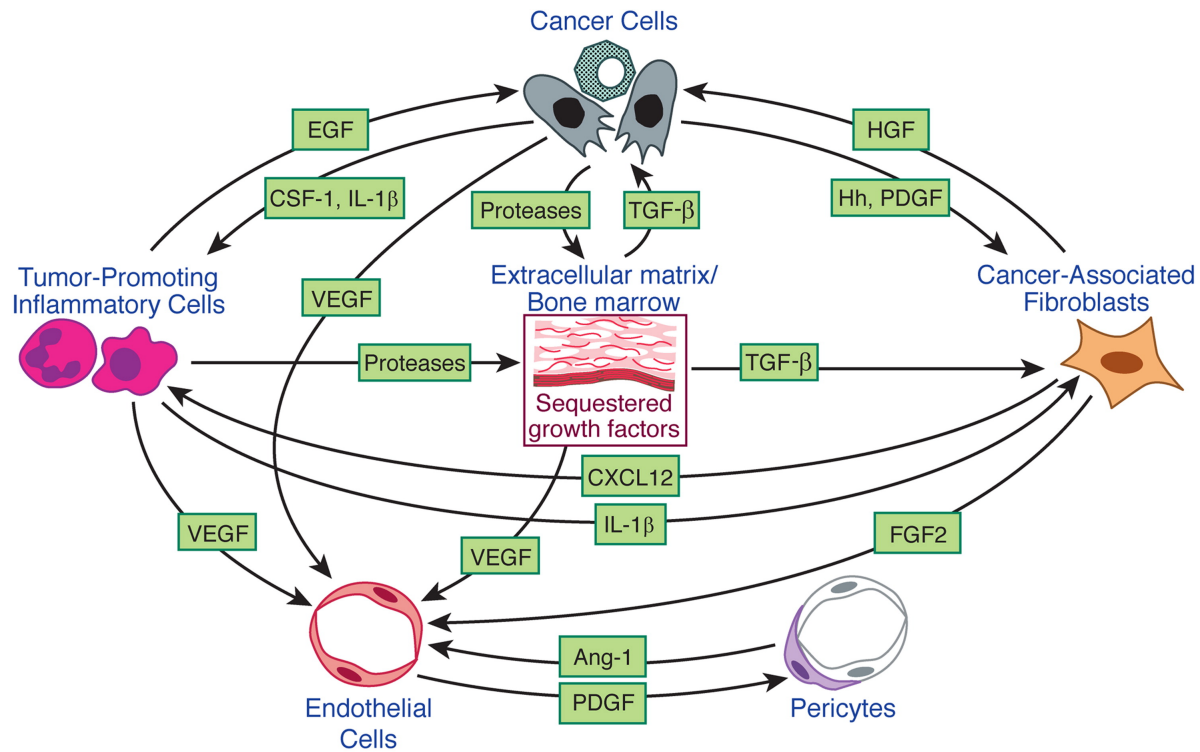 Cancer Cells
EGF
HGF
CSF-1, IL-1β
Proteases
TGF-β
Hh, PDGF
Tumor-Promoting
Inflammatory Cells
VEGF
Extracellular matrix/
Bone marrow
Cancer-Associated
Fibroblasts
Proteases
TGF-β
Sequestered
growth factors
CXCL12
IL-1β
VEGF
VEGF
FGF2
Ang-1
PDGF
Endothelial
Cells
Pericytes